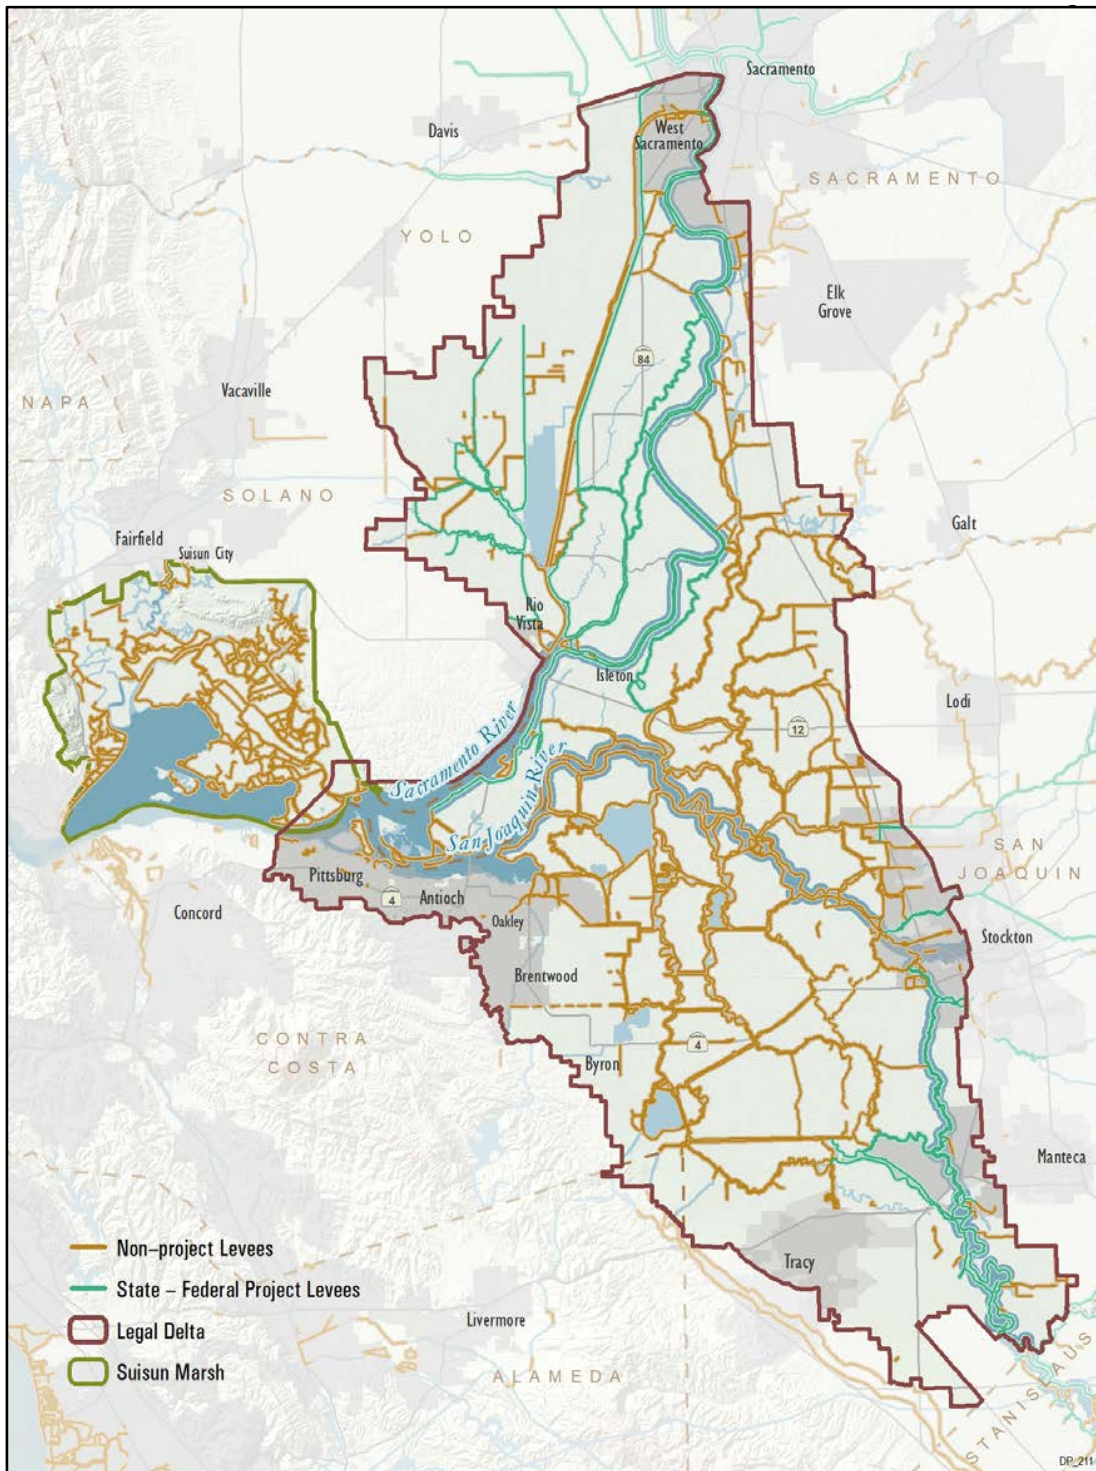 Sacramento
Davis
West
Sacramento
SACRAMENTO
YOLO
Elk
Grove
84
Vacaville
NAPA
SOLANO
Galt
Fairfield
Suisun City
Rio
Vista
Isleton
Lodi
12
Sacramento River
San Joaquin River
SAN
JOAQUIN
Pittsburg
4
Antioch
Concord
Oakley
Stockton
Brentwood
CONTRA
COSTA
4
Byron
Manteca
Non-project Levees
Tracy
State – Federal Project Levees
Livermore
Legal Delta
Suisun Marsh
ALAMEDA
STANISLAUS
DP_211